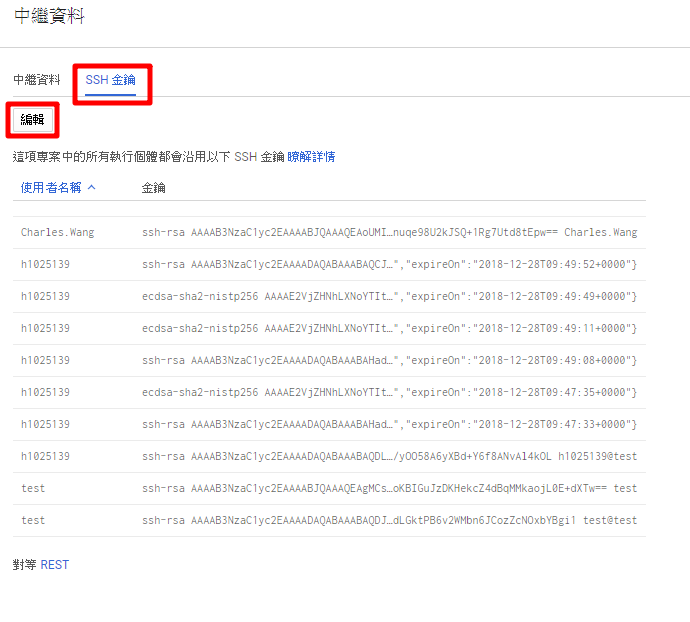 中繼資料
中繼資料 SSH 金鑰
編輯
這項專案中的所有執行個體都會沿用以下 SSH 金鑰 瞭解詳情
使用者名稱 金鑰
Charles.Wang ssh-rsa AAAAB3NzaC1yc2EAAAABJQAAAQEAoUMI…nuqe98U2kJSQ+1Rg7Utd8tEpw== Charles.Wang
h1025139 ssh-rsa AAAAB3NzaC1yc2EAAAADAQABAAABAQCJ…","expireOn":"2018-12-28T09:49:52+0000"}
h1025139 ecdsa-sha2-nistp256 AAAAE2VjZHNhLXNoYTIt…","expireOn":"2018-12-28T09:49:49+0000"}
h1025139 ecdsa-sha2-nistp256 AAAAE2VjZHNhLXNoYTIt…","expireOn":"2018-12-28T09:49:11+0000"}
h1025139 ssh-rsa AAAAB3NzaC1yc2EAAAADAQABAAABAHad…","expireOn":"2018-12-28T09:49:08+0000"}
h1025139 ecdsa-sha2-nistp256 AAAAE2VjZHNhLXNoYTIt…","expireOn":"2018-12-28T09:47:35+0000"}
h1025139 ssh-rsa AAAAB3NzaC1yc2EAAAADAQABAAABAHad…","expireOn":"2018-12-28T09:47:33+0000"}
h1025139 ssh-rsa AAAAB3NzaC1yc2EAAAADAQABAAABAQDL…/yOO58A6yXBd+Y6f8ANvAl4kOL h1025139@test
test ssh-rsa AAAAB3NzaC1yc2EAAAABJQAAAQEAgMCs…oKBIGuJzDKHekcZ4dBqMMkaojL0E+dXTw== test
test ssh-rsa AAAAB3NzaC1yc2EAAAADAQABAAABAQDJ…dLGktPB6v2WMbn6JCozZcNOxbYBgi1 test@test
對等 REST